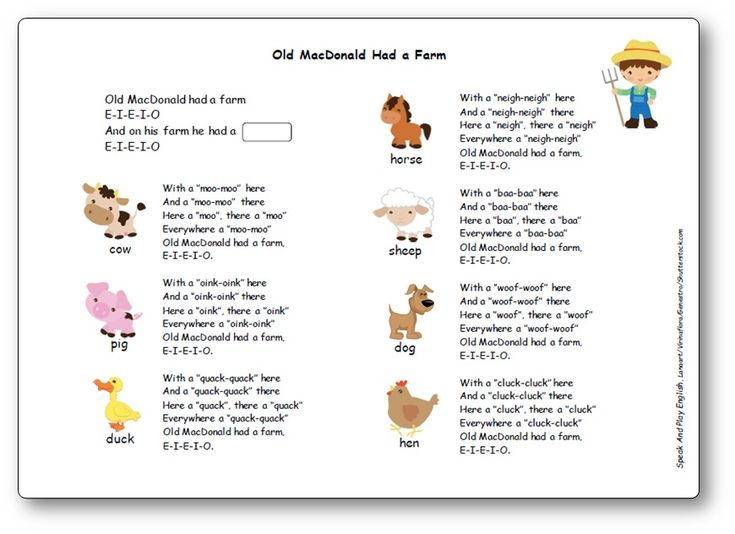 Old MacDonald Had a Farm
Old MacDonald had a farm
E-I-E-I-O
And on his farm he had a
E-I-E-I-O
With a “moo-moo” here
And a “moo-moo” there
Here a “moo”, there a “moo”
Everywhere a “moo-moo”
Old MacDonald had a farm,
E-I-E-I-O.
cow
With a “oink-oink” here
And a “oink-oink” there
Here a “oink”, there a “oink”
Everywhere a “oink-oink”
Old MacDonald had a farm,
E-I-E-I-O.
pig
With a “quack-quack” here
And a “quack-quack” there
Here a “quack”, there a “quack”
Everywhere a “quack-quack”
Old MacDonald had a farm,
E-I-E-I-O.
duck
With a “neigh-neigh” here
And a “neigh-neigh” there
Here a “neigh”, there a “neigh”
Everywhere a “neigh-neigh”
Old MacDonald had a farm,
E-I-E-I-O.
horse
With a “baa-baa” here
And a “baa-baa” there
Here a “baa”, there a “baa”
Everywhere a “baa-baa”
Old MacDonald had a farm,
E-I-E-I-O.
sheep
With a “woof-woof” here
And a “woof-woof” there
Here a “woof”, there a “woof”
Everywhere a “woof-woof”
Old MacDonald had a farm,
E-I-E-I-O.
dog
With a “cluck-cluck” here
And a “cluck-cluck” there
Here a “cluck”, there a “cluck”
Everywhere a “cluck-cluck”
Old MacDonald had a farm,
E-I-E-I-O.
hen
Speak And Play English, Lanaart/Virinaflora/Genestro/Shutterstock.com